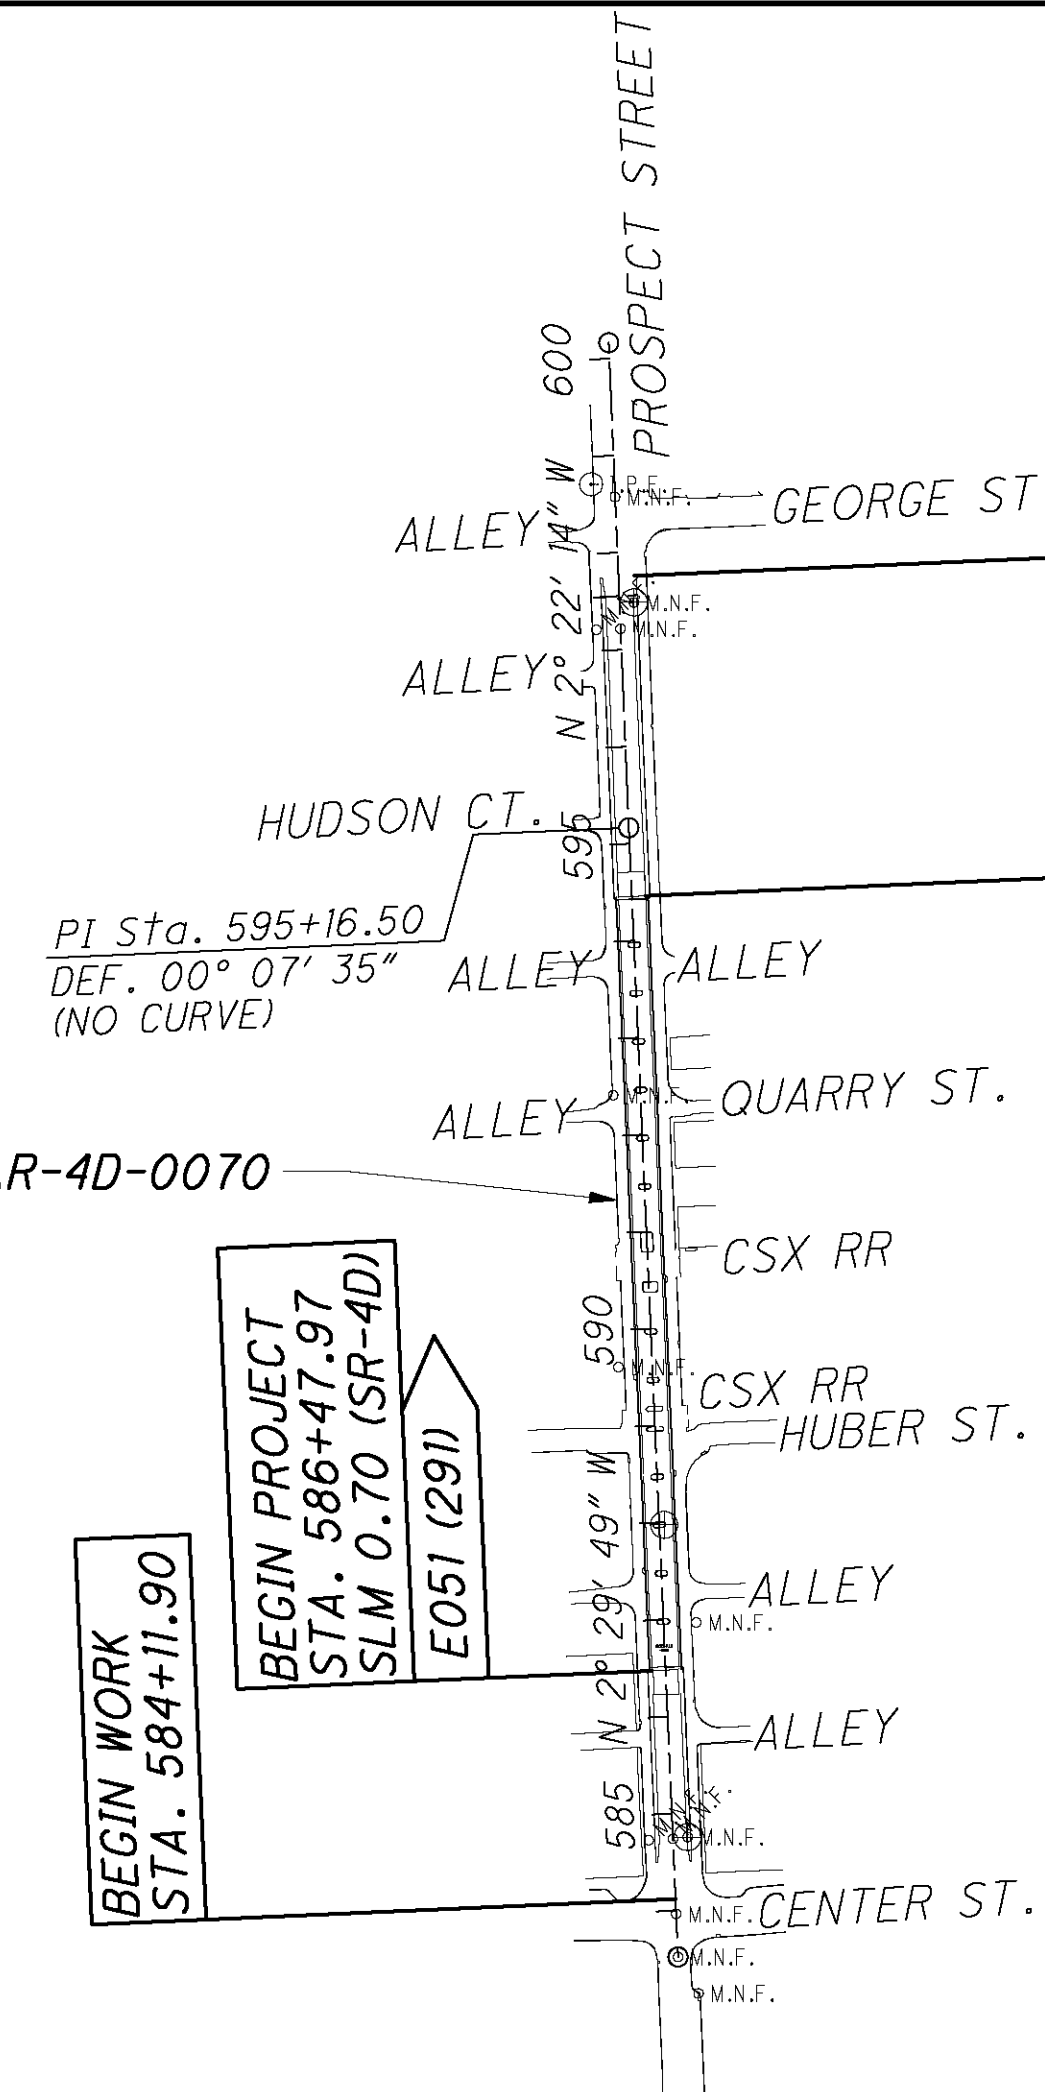 PROSPECT STREET
600
I.P.F.
M.N.F.
GEORGE ST
ALLEY
N 2° 22' 14" W
M.N.F.
M.N.F.
M.N.F.
ALLEY
HUDSON CT.
595
PI Sta. 595+16.50
DEF. 00° 07' 35"
(NO CURVE)
ALLEY
ALLEY
M.N.F.
QUARRY ST.
ALLEY
R-4D-0070
CSX RR
590
M.N.F.
CSX RR
HUBER ST.
BEGIN PROJECT
STA. 586+47.97
SLM 0.70 (SR-4D)
E051 (291)
N 2° 29' 49" W
ALLEY
M.N.F.
BEGIN WORK
STA. 584+11.90
ALLEY
585
M.N.F.
M.N.F.
M.N.F.
CENTER ST.
M.N.F.
M.N.F.
M.N.F.